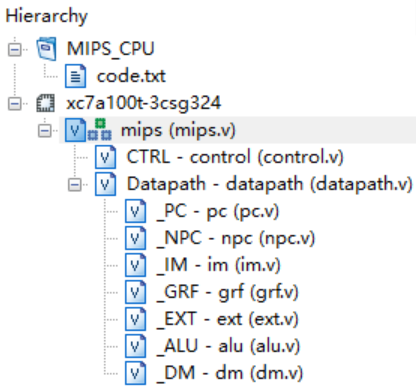 Hierarchy
MIPS_CPU
code.txt
xc7a100t-3csg324
mips (mips.v)
CTRL - control (control.v)
Datapath - datapath (datapath.v)
_PC - pc (pc.v)
_NPC - npc (npc.v)
_IM - im (im.v)
_GRF - grf (grf.v)
_EXT - ext (ext.v)
_ALU - alu (alu.v)
_DM - dm (dm.v)